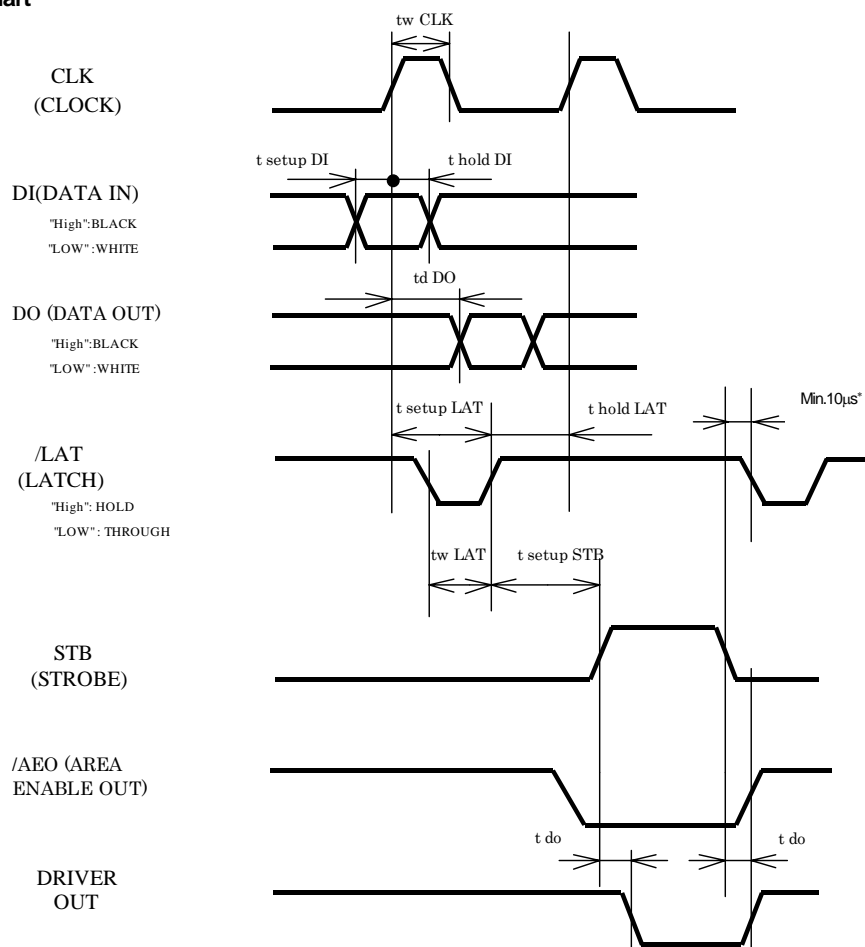 tw CLK
CLK
(CLOCK)
t setup DI
t hold DI
DI(DATA IN)
"High":BLACK
"LOW" :WHITE
td DO
DO (DATA OUT)
"High":BLACK
"LOW" :WHITE
t setup LAT
t hold LAT
Min.10μs*
/LAT
(LATCH)
"High": HOLD
"LOW" : THROUGH
tw LAT
t setup STB
STB
(STROBE)
/AEO (AREA
ENABLE OUT)
t do
t do
DRIVER
OUT